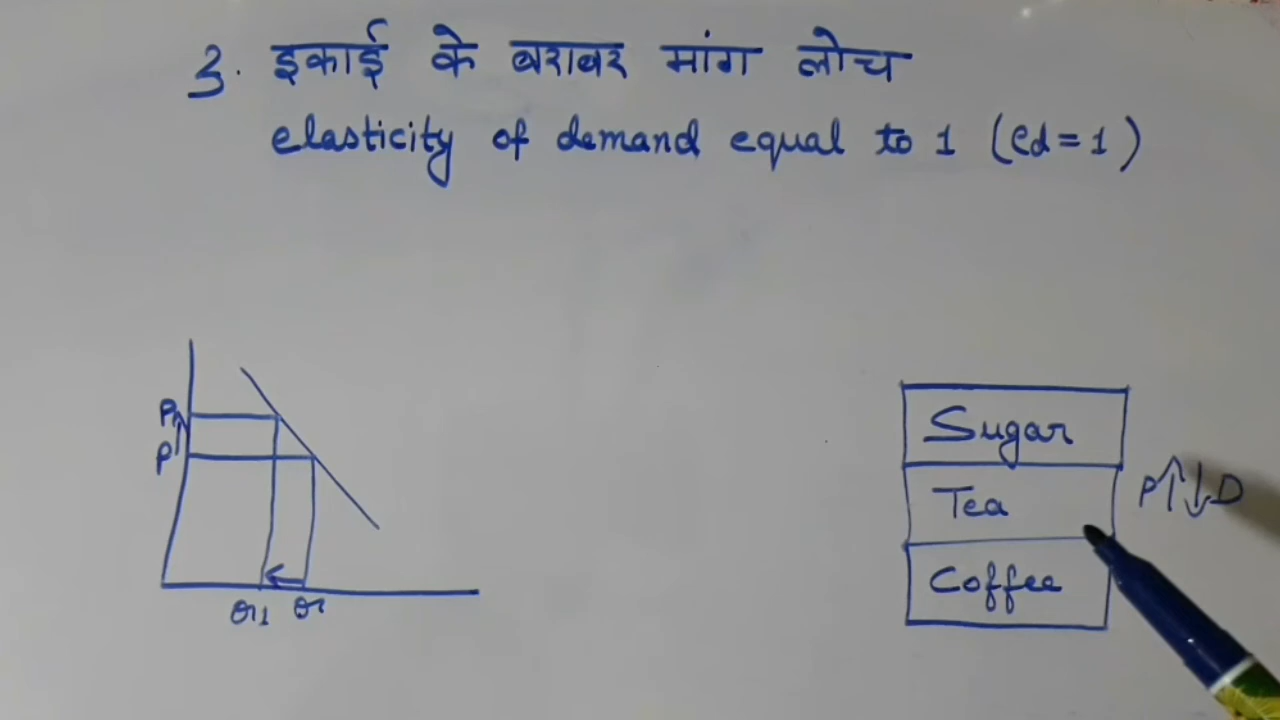 3. इकाई के बराबर मांग लोच
elasticity of demand equal to 1 (ed=1)
P1
P
Q1 Q
Sugar
Tea
Coffee
P↑↓D